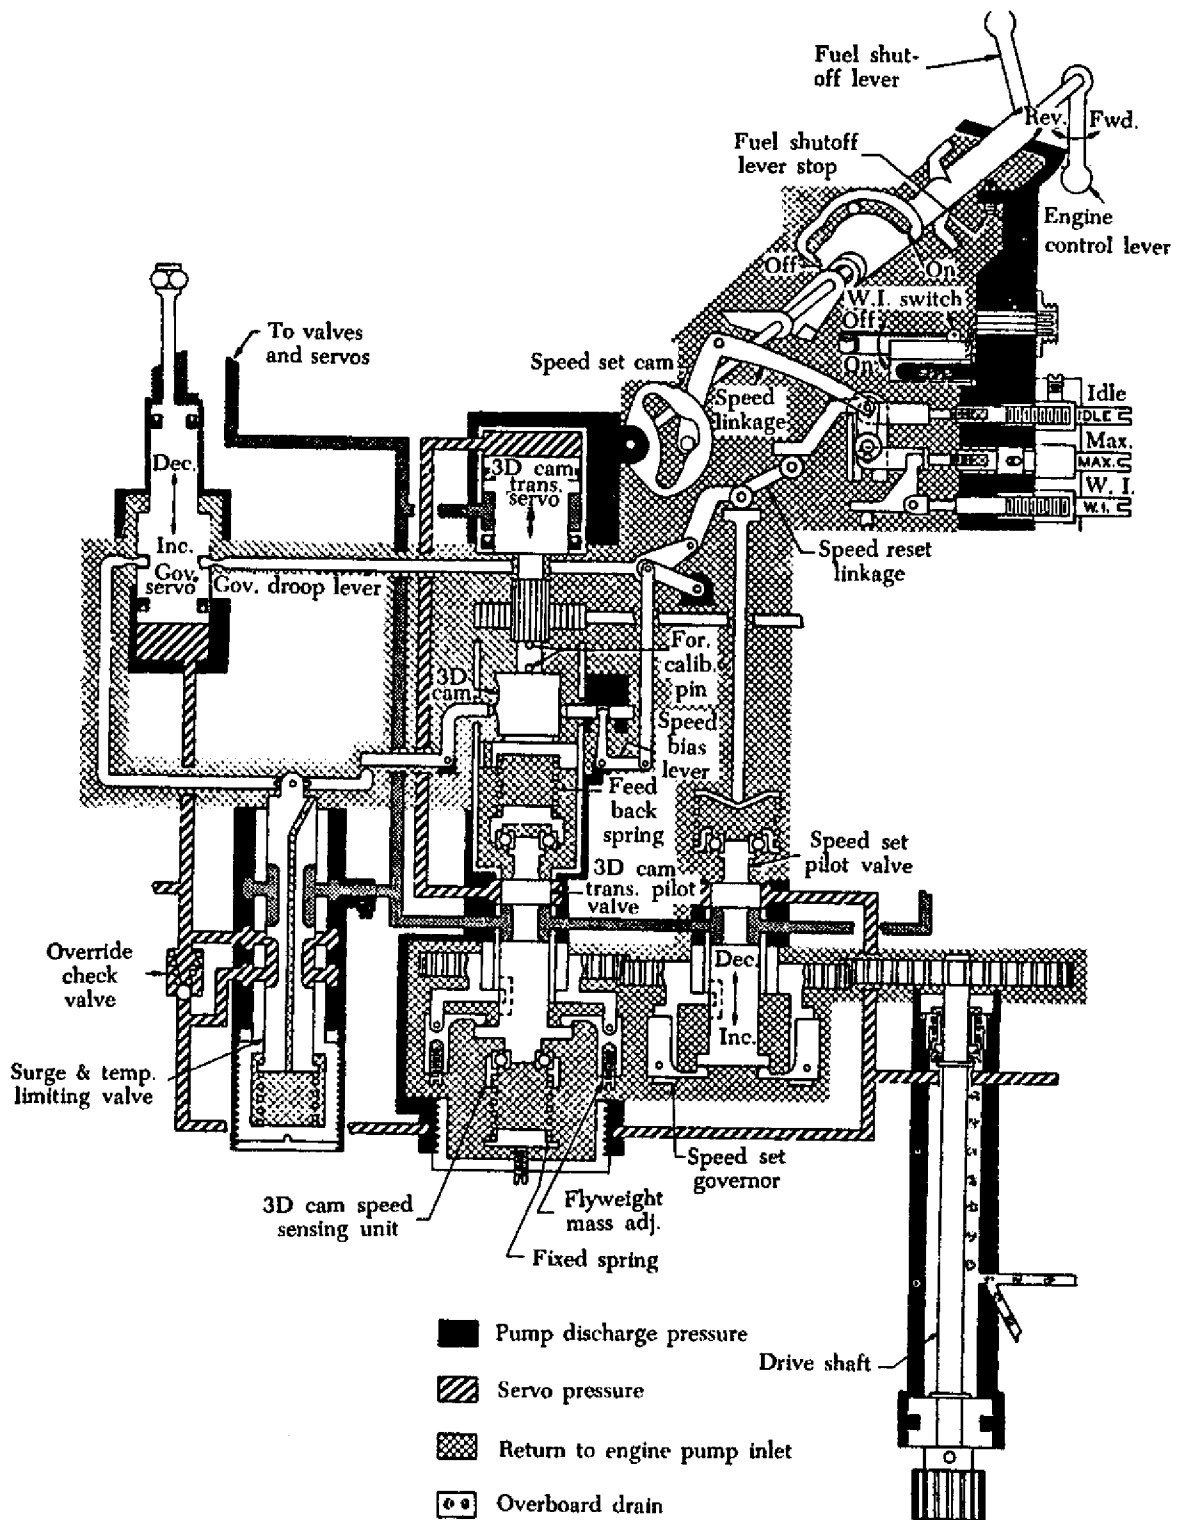 Fuel shut-
off lever
Rev.
Fwd.
Fuel shutoff
lever stop
Engine
control lever
Off
On
W.I. switch
Off
On
To valves
and servos
Speed set cam
Speed
linkage
Idle
IDLE
Max.
MAX.
W. I.
W.I.
3D cam
trans.
servo
Dec.
Inc.
Gov.
servo
Gov. droop lever
Speed reset
linkage
For.
calib.
pin
3D
cam
Speed
bias
lever
Feed
back
spring
Speed set
pilot valve
3D cam
trans. pilot
valve
Override
check
valve
Dec.
Inc.
Surge & temp.
limiting valve
Speed set
governor
3D cam speed
sensing unit
Flyweight
mass adj.
Fixed spring
Pump discharge pressure
Drive shaft
Servo pressure
Return to engine pump inlet
Overboard drain